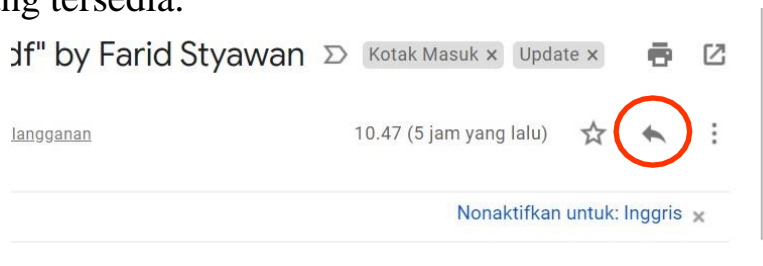 ng tersedia.
df" by Farid Styawan Kotak Masuk × Update ×
langganan 10.47 (5 jam yang lalu)
Nonaktifkan untuk: Inggris ×